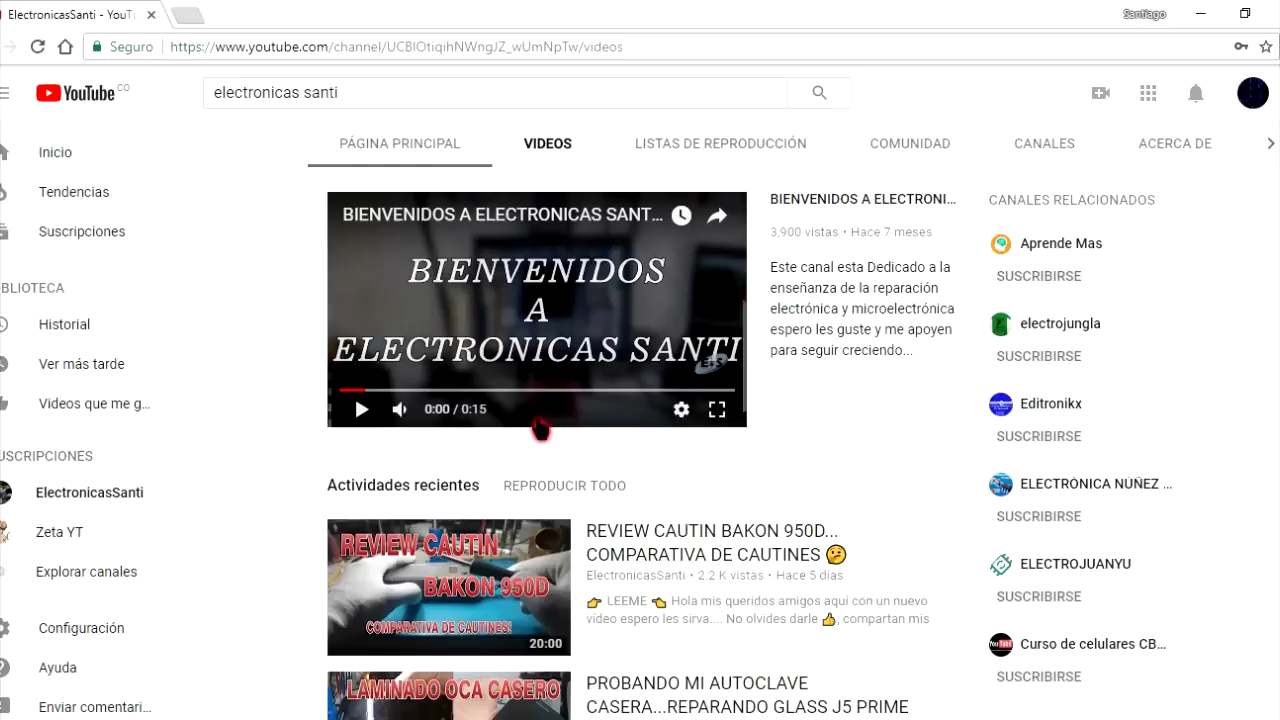 ElectronicasSanti - YouTu
Santiago
Seguro
https://www.youtube.com/channel/UCBIOtiqihNWngJZ_wUmNpTw/videos
YouTube CO
electronicas santi
PÁGINA PRINCIPAL
VIDEOS
LISTAS DE REPRODUCCIÓN
COMUNIDAD
CANALES
ACERCA DE
Inicio
Tendencias
Suscripciones
BLIOTECA
Historial
Ver más tarde
Videos que me g...
USCRIPCIONES
ElectronicasSanti
Zeta YT
Explorar canales
Configuración
Ayuda
Enviar comentari...
BIENVENIDOS A ELECTRONICAS SANT...
BIENVENIDOS
A
ELECTRONICAS SANTI
0:00 / 0:15
BIENVENIDOS A ELECTRONI...
3,900 vistas • Hace 7 meses
Este canal esta Dedicado a la
enseñanza de la reparación
electrónica y microelectrónica
espero les guste y me apoyen
para seguir creciendo...
Actividades recientes
REPRODUCIR TODO
REVIEW CAUTIN
BAKON 950D
COMPARATIVA DE CAUTINES!
20:00
REVIEW CAUTIN BAKON 950D...
COMPARATIVA DE CAUTINES 🤔
ElectronicasSanti • 2.2 K vistas • Hace 5 días
👉 LEEME 👈 Hola mis queridos amigos aquí con un nuevo
vídeo espero les sirva.... No olvides darle 👍, compartan mis
LAMINADO OCA CASERO
PROBANDO MI AUTOCLAVE
CASERA...REPARANDO GLASS J5 PRIME
CANALES RELACIONADOS
Aprende Mas
SUSCRIBIRSE
electrojungla
SUSCRIBIRSE
Editronikx
SUSCRIBIRSE
ELECTRÓNICA NÚÑEZ ...
SUSCRIBIRSE
ELECTROJUANYU
SUSCRIBIRSE
Curso de celulares CB...
SUSCRIBIRSE